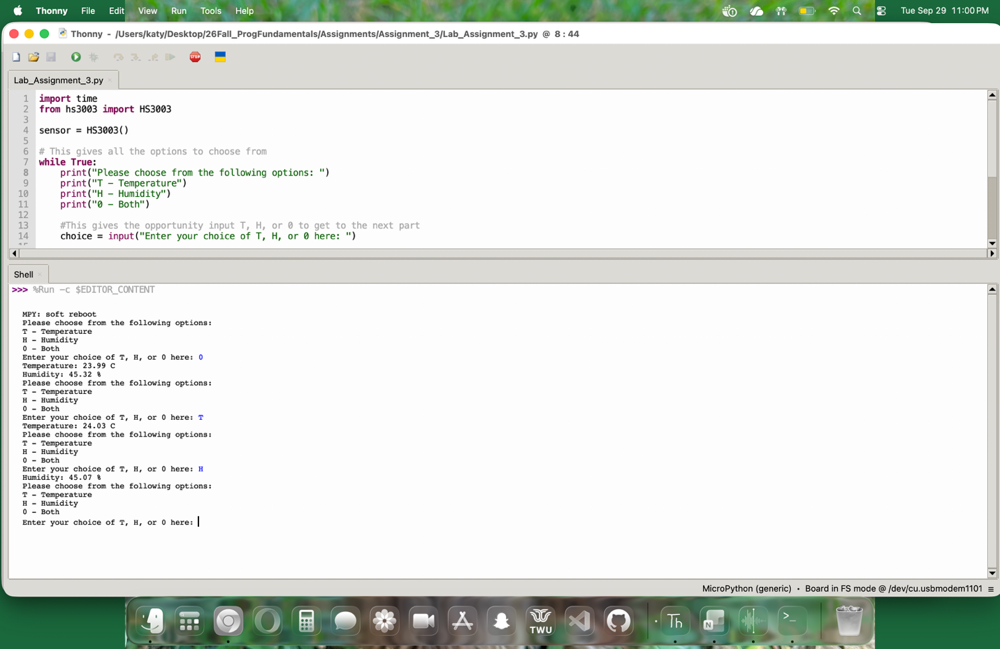 Thonny File Edit View Run Tools Help Tue Sep 29 11:00 PM
Thonny - /Users/katy/Desktop/26Fall_ProgFundamentals/Assignments/Assignment_3/Lab_Assignment_3.py @ 8 : 44
STOP
Lab_Assignment_3.py
1 import time
2 from hs3003 import HS3003
3
4 sensor = HS3003()
5
6 # This gives all the options to choose from
7 while True:
8 print("Please choose from the following options: ")
9 print("T - Temperature")
10 print("H - Humidity")
11 print("0 - Both")
12
13 #This gives the opportunity input T, H, or 0 to get to the next part
14 choice = input("Enter your choice of T, H, or 0 here: ")
Shell
>>> %Run -c $EDITOR_CONTENT
MPY: soft reboot
Please choose from the following options:
T - Temperature
H - Humidity
0 - Both
Enter your choice of T, H, or 0 here: 0
Temperature: 23.99 C
Humidity: 45.32 %
Please choose from the following options:
T - Temperature
H - Humidity
0 - Both
Enter your choice of T, H, or 0 here: T
Temperature: 24.03 C
Please choose from the following options:
T - Temperature
H - Humidity
0 - Both
Enter your choice of T, H, or 0 here: H
Humidity: 45.07 %
Please choose from the following options:
T - Temperature
H - Humidity
0 - Both
Enter your choice of T, H, or 0 here:
MicroPython (generic) • Board in FS mode @ /dev/cu.usbmodem1101 ≡
TWU Th N >_